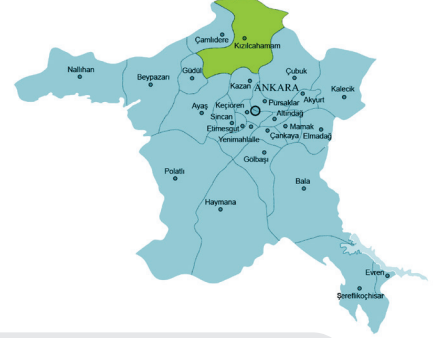 Çamlıdere
Kızılcahamam
Nallıhan
Beypazarı
Güdül
Çubuk
Kazan
ANKARA
Kalecik
Ayaş
Keçiören
Pursaklar
Akyurt
Sincan
Altındağ
Etimesgut
Mamak
Yenimahalle
Çankaya
Elmadağ
Gölbaşı
Polatlı
Bala
Haymana
Evren
Şereflikoçhisar